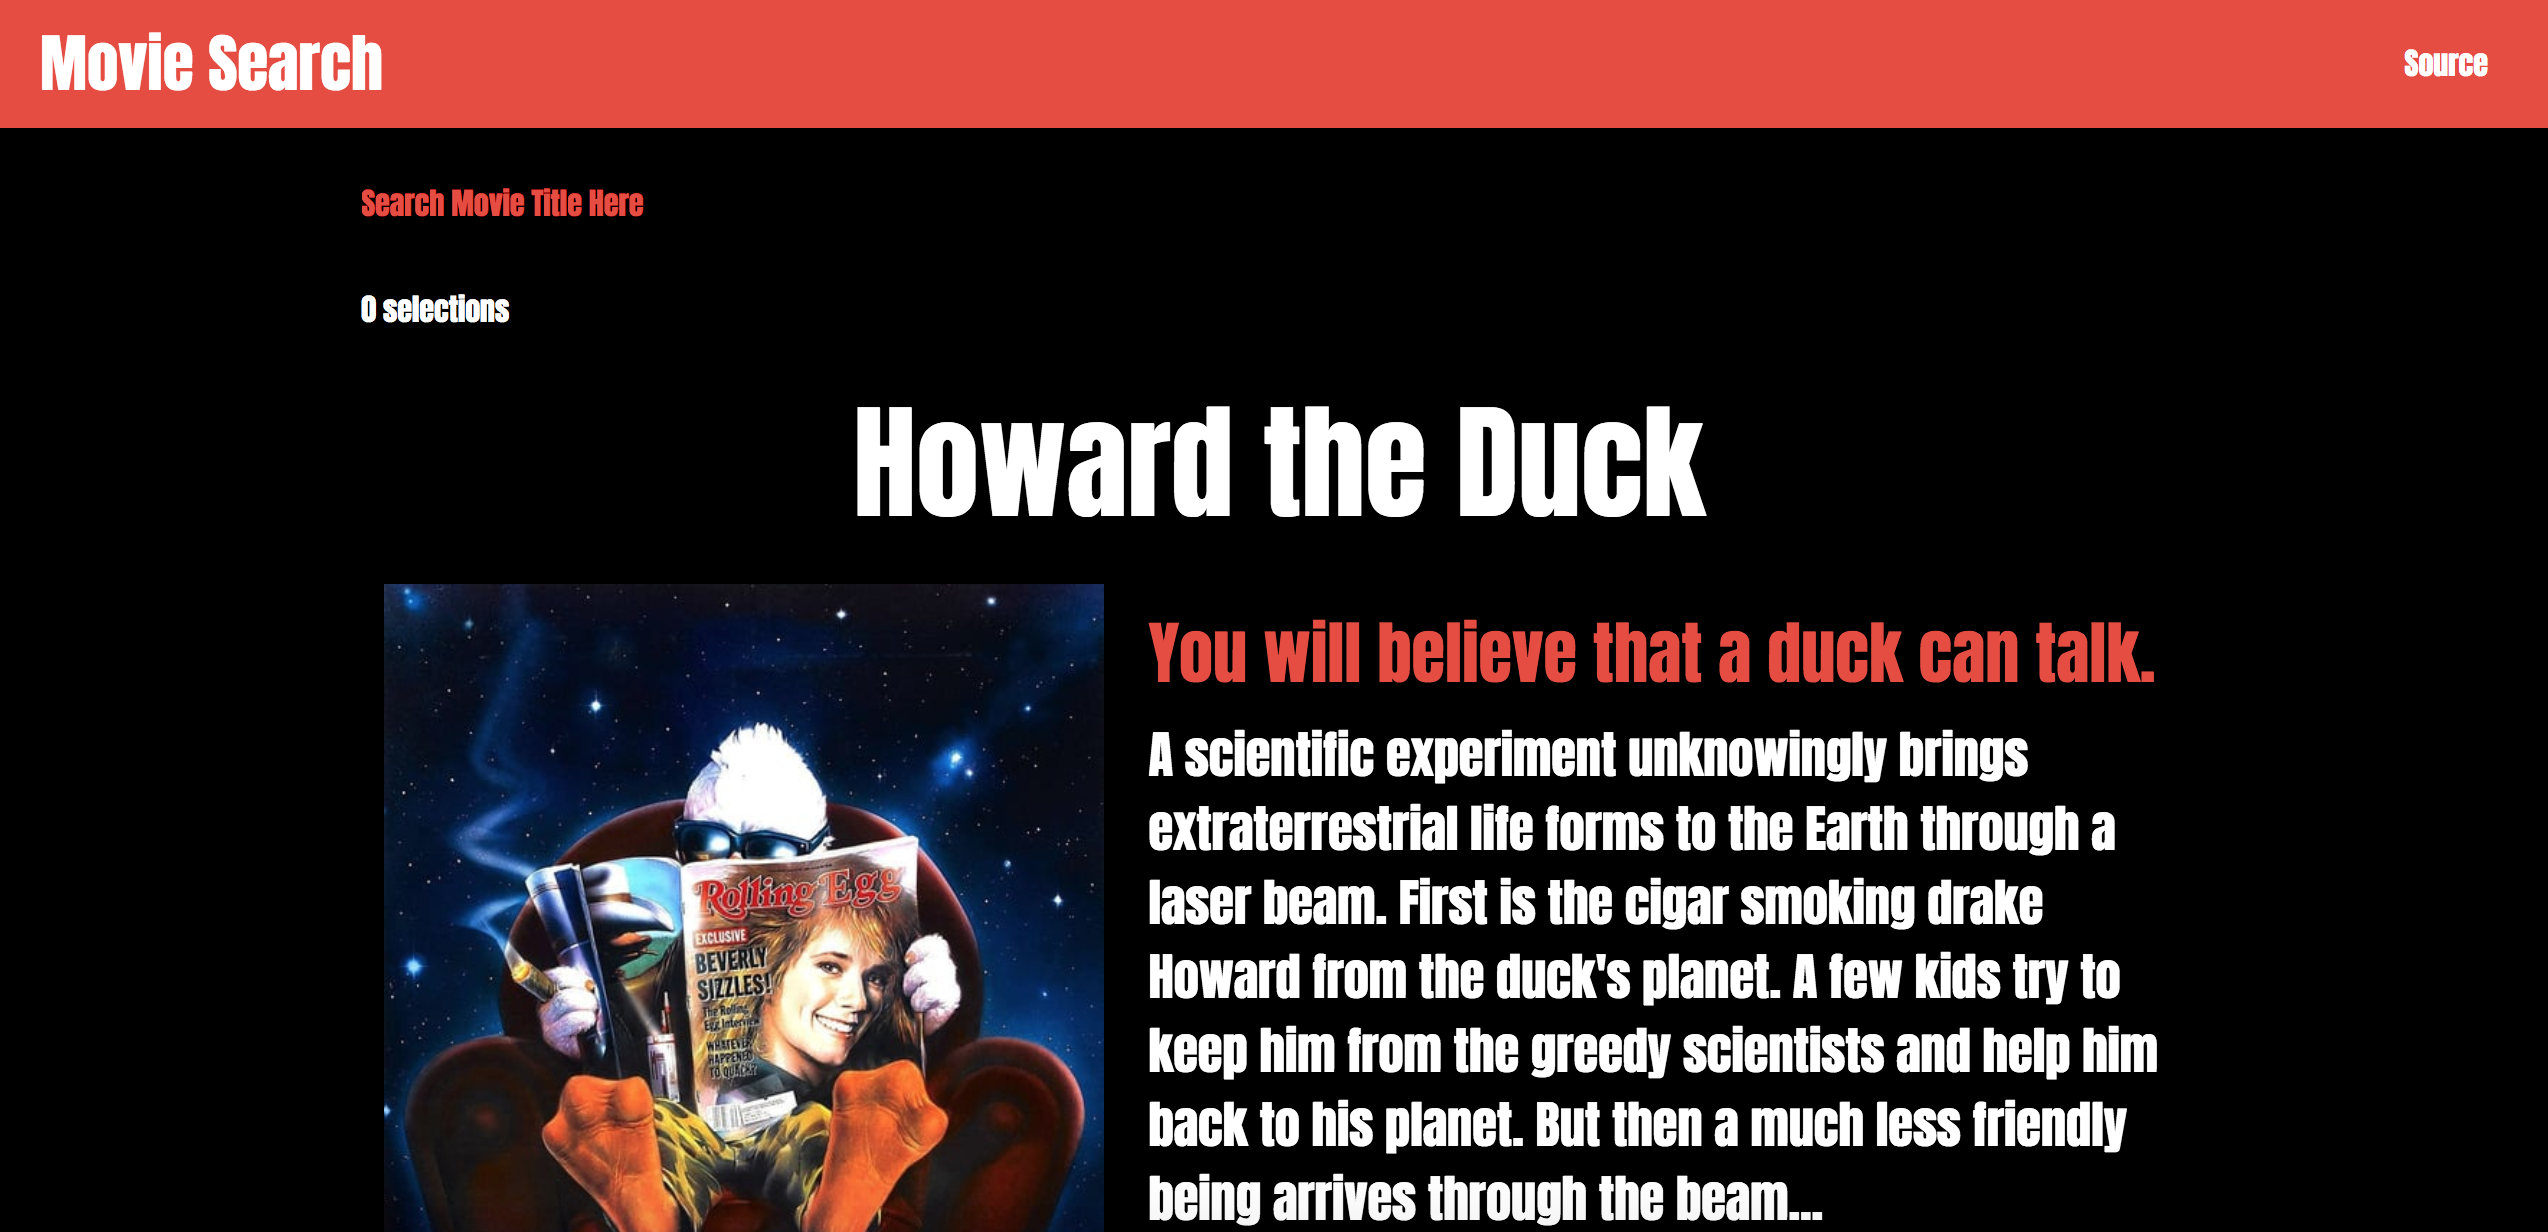 Movie Search
Source
Search Movie Title Here
0 selections
Howard the Duck
You will believe that a duck can talk.
A scientific experiment unknowingly brings
extraterrestrial life forms to the Earth through a
laser beam. First is the cigar smoking drake
Howard from the duck's planet. A few kids try to
keep him from the greedy scientists and help him
back to his planet. But then a much less friendly
being arrives through the beam...
Rolling Egg
EXCLUSIVE
BEVERLY
SIZZLES!
The Rolling
Egg Interview
WHATEVER
HAPPENED
TO QUACK?